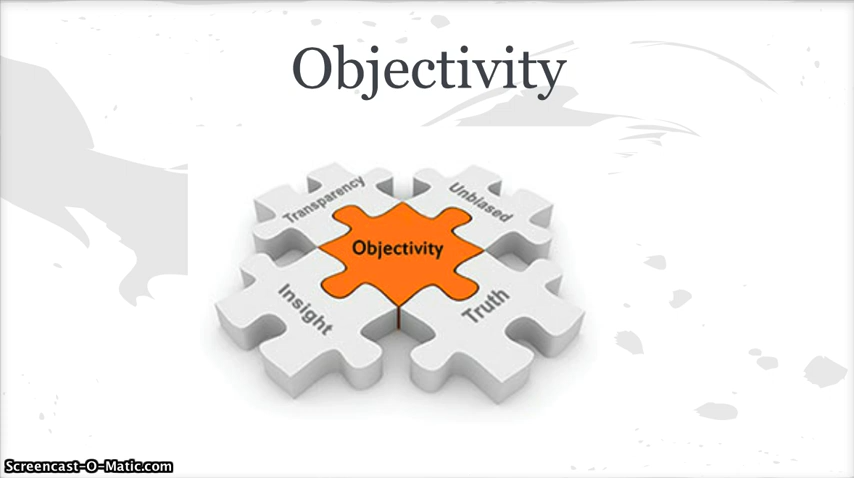 Objectivity
Transparency
Unbiased
Objectivity
Insight
Truth
Screencast-O-Matic.com